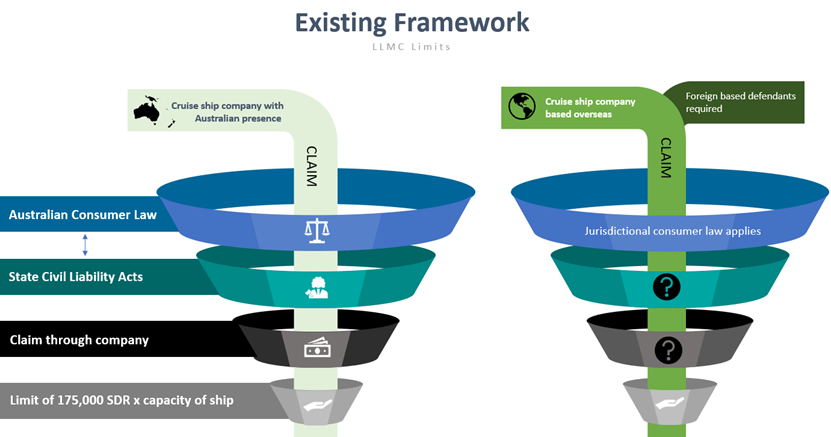 Existing Framework
LLMC Limits
Cruise ship company with
Australian presence
Cruise ship company
based overseas
Foreign based defendants
required
CLAIM
CLAIM
Australian Consumer Law
Jurisdictional consumer law applies
State Civil Liability Acts
?
Claim through company
?
Limit of 175,000 SDR x capacity of ship